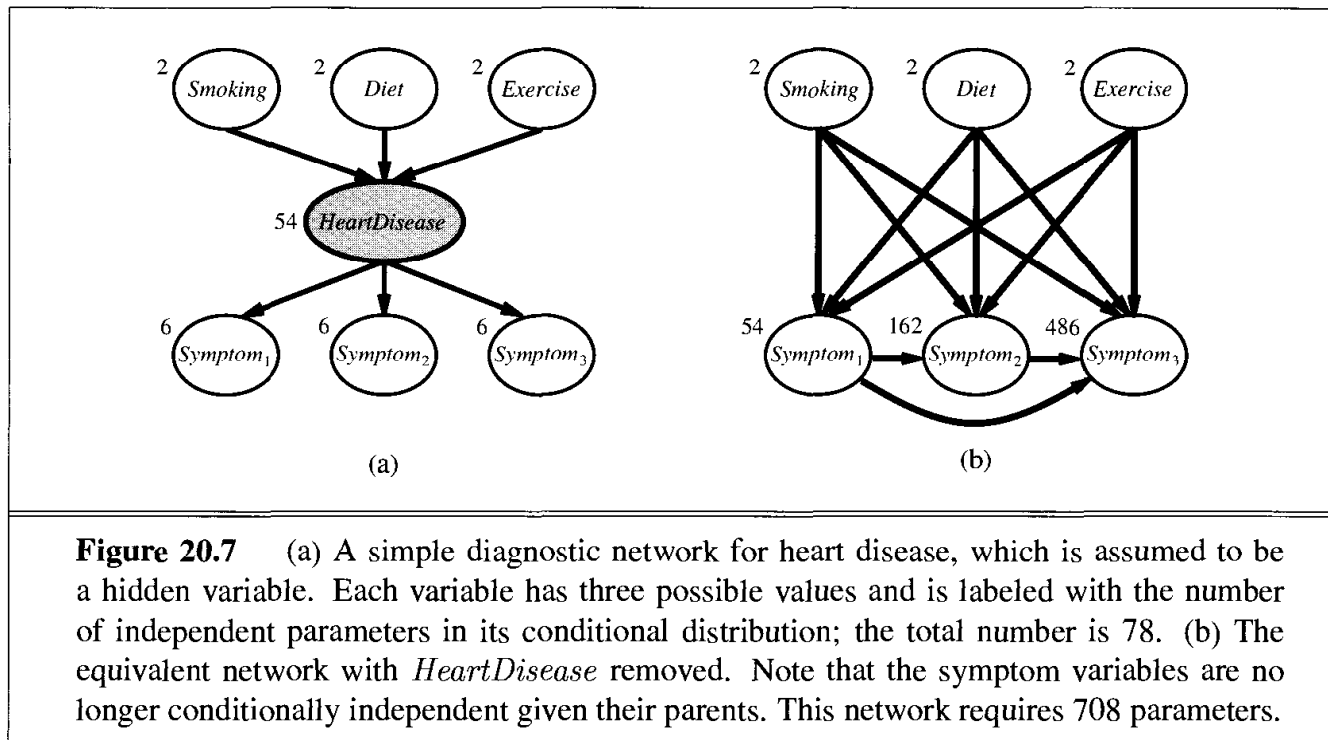 2 Smoking 2 Diet 2 Exercise 2 Smoking 2 Diet 2 Exercise
54 HeartDisease
6 Symptom₁ 6 Symptom₂ 6 Symptom₃ 54 Symptom₁ 162 Symptom₂ 486 Symptom₃
(a) (b)
Figure 20.7 (a) A simple diagnostic network for heart disease, which is assumed to be
a hidden variable. Each variable has three possible values and is labeled with the number
of independent parameters in its conditional distribution; the total number is 78. (b) The
equivalent network with HeartDisease removed. Note that the symptom variables are no
longer conditionally independent given their parents. This network requires 708 parameters.